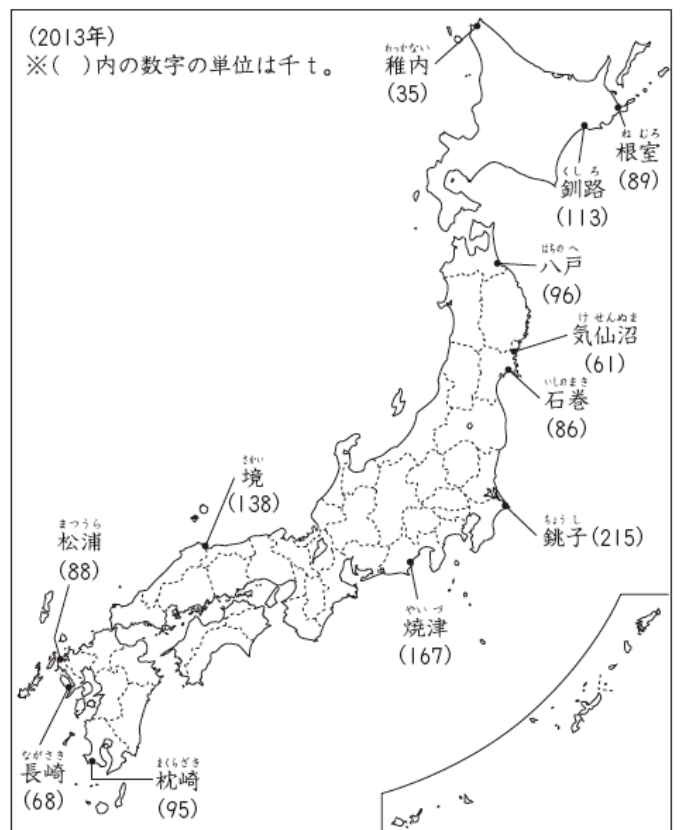 (2013年)
※( )内の数字の単位は千t。
わっかない
稚内
(35)
ねむろ
根室
(89)
くしろ
釧路
(113)
はちのへ
八戸
(96)
けせんぬま
気仙沼
(61)
いしのまき
石巻
(86)
さかい
境
(138)
ちょうし
銚子(215)
まつうら
松浦
(88)
やいづ
焼津
(167)
ながさき
長崎
(68)
まくらざき
枕崎
(95)